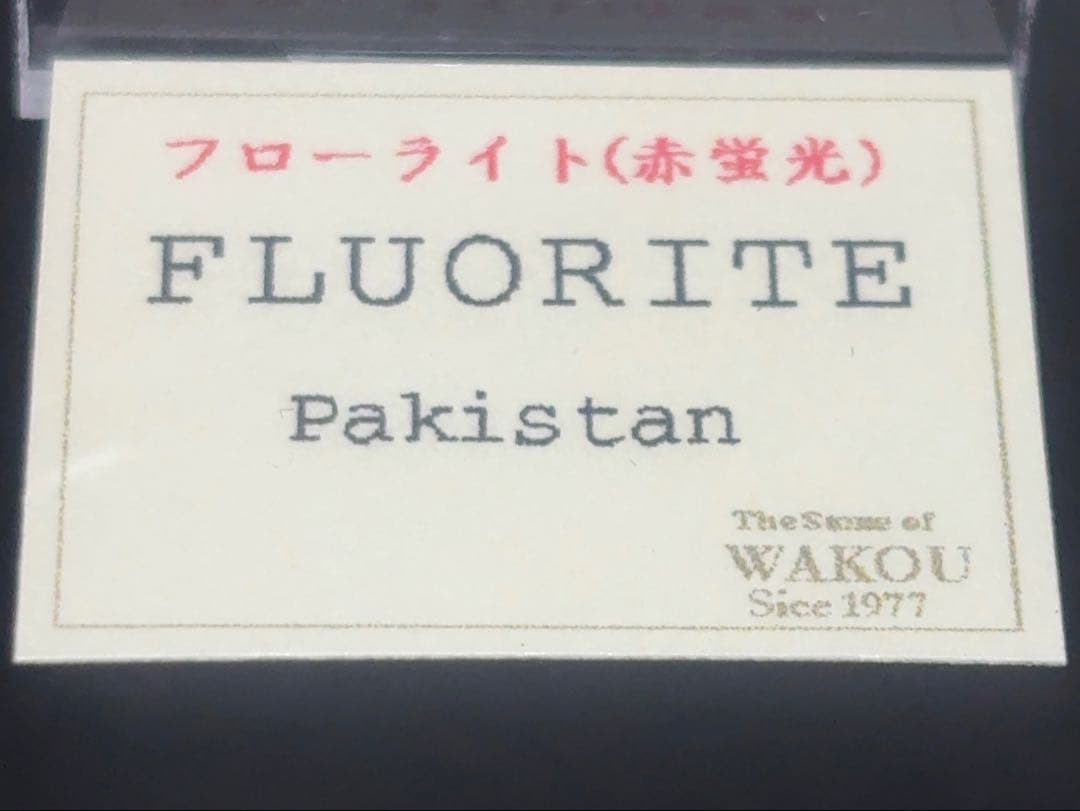 フローライト(赤蛍光)
FLUORITE
Pakistan
The Stone of
WAKOU
Sice 1977